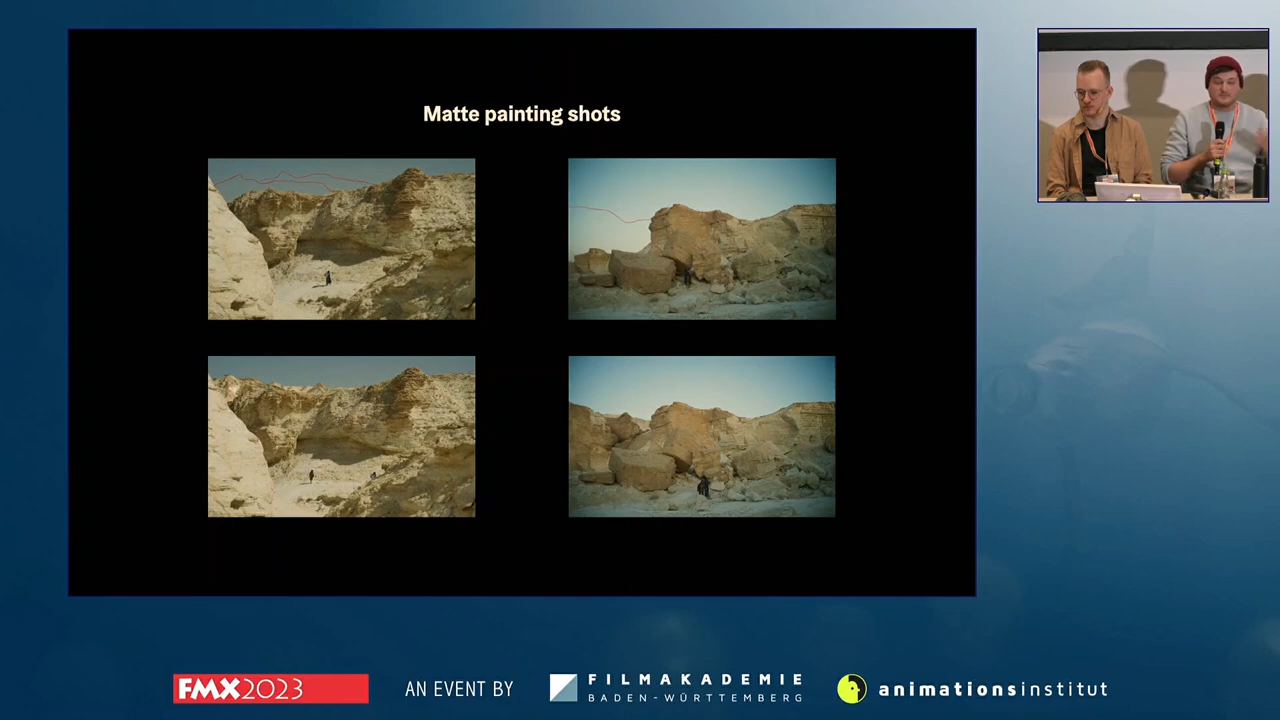 Matte painting shots
FMX2023
AN EVENT BY
FILMAKADEMIE
BADEN-WÜRTTEMBERG
animationsinstitut